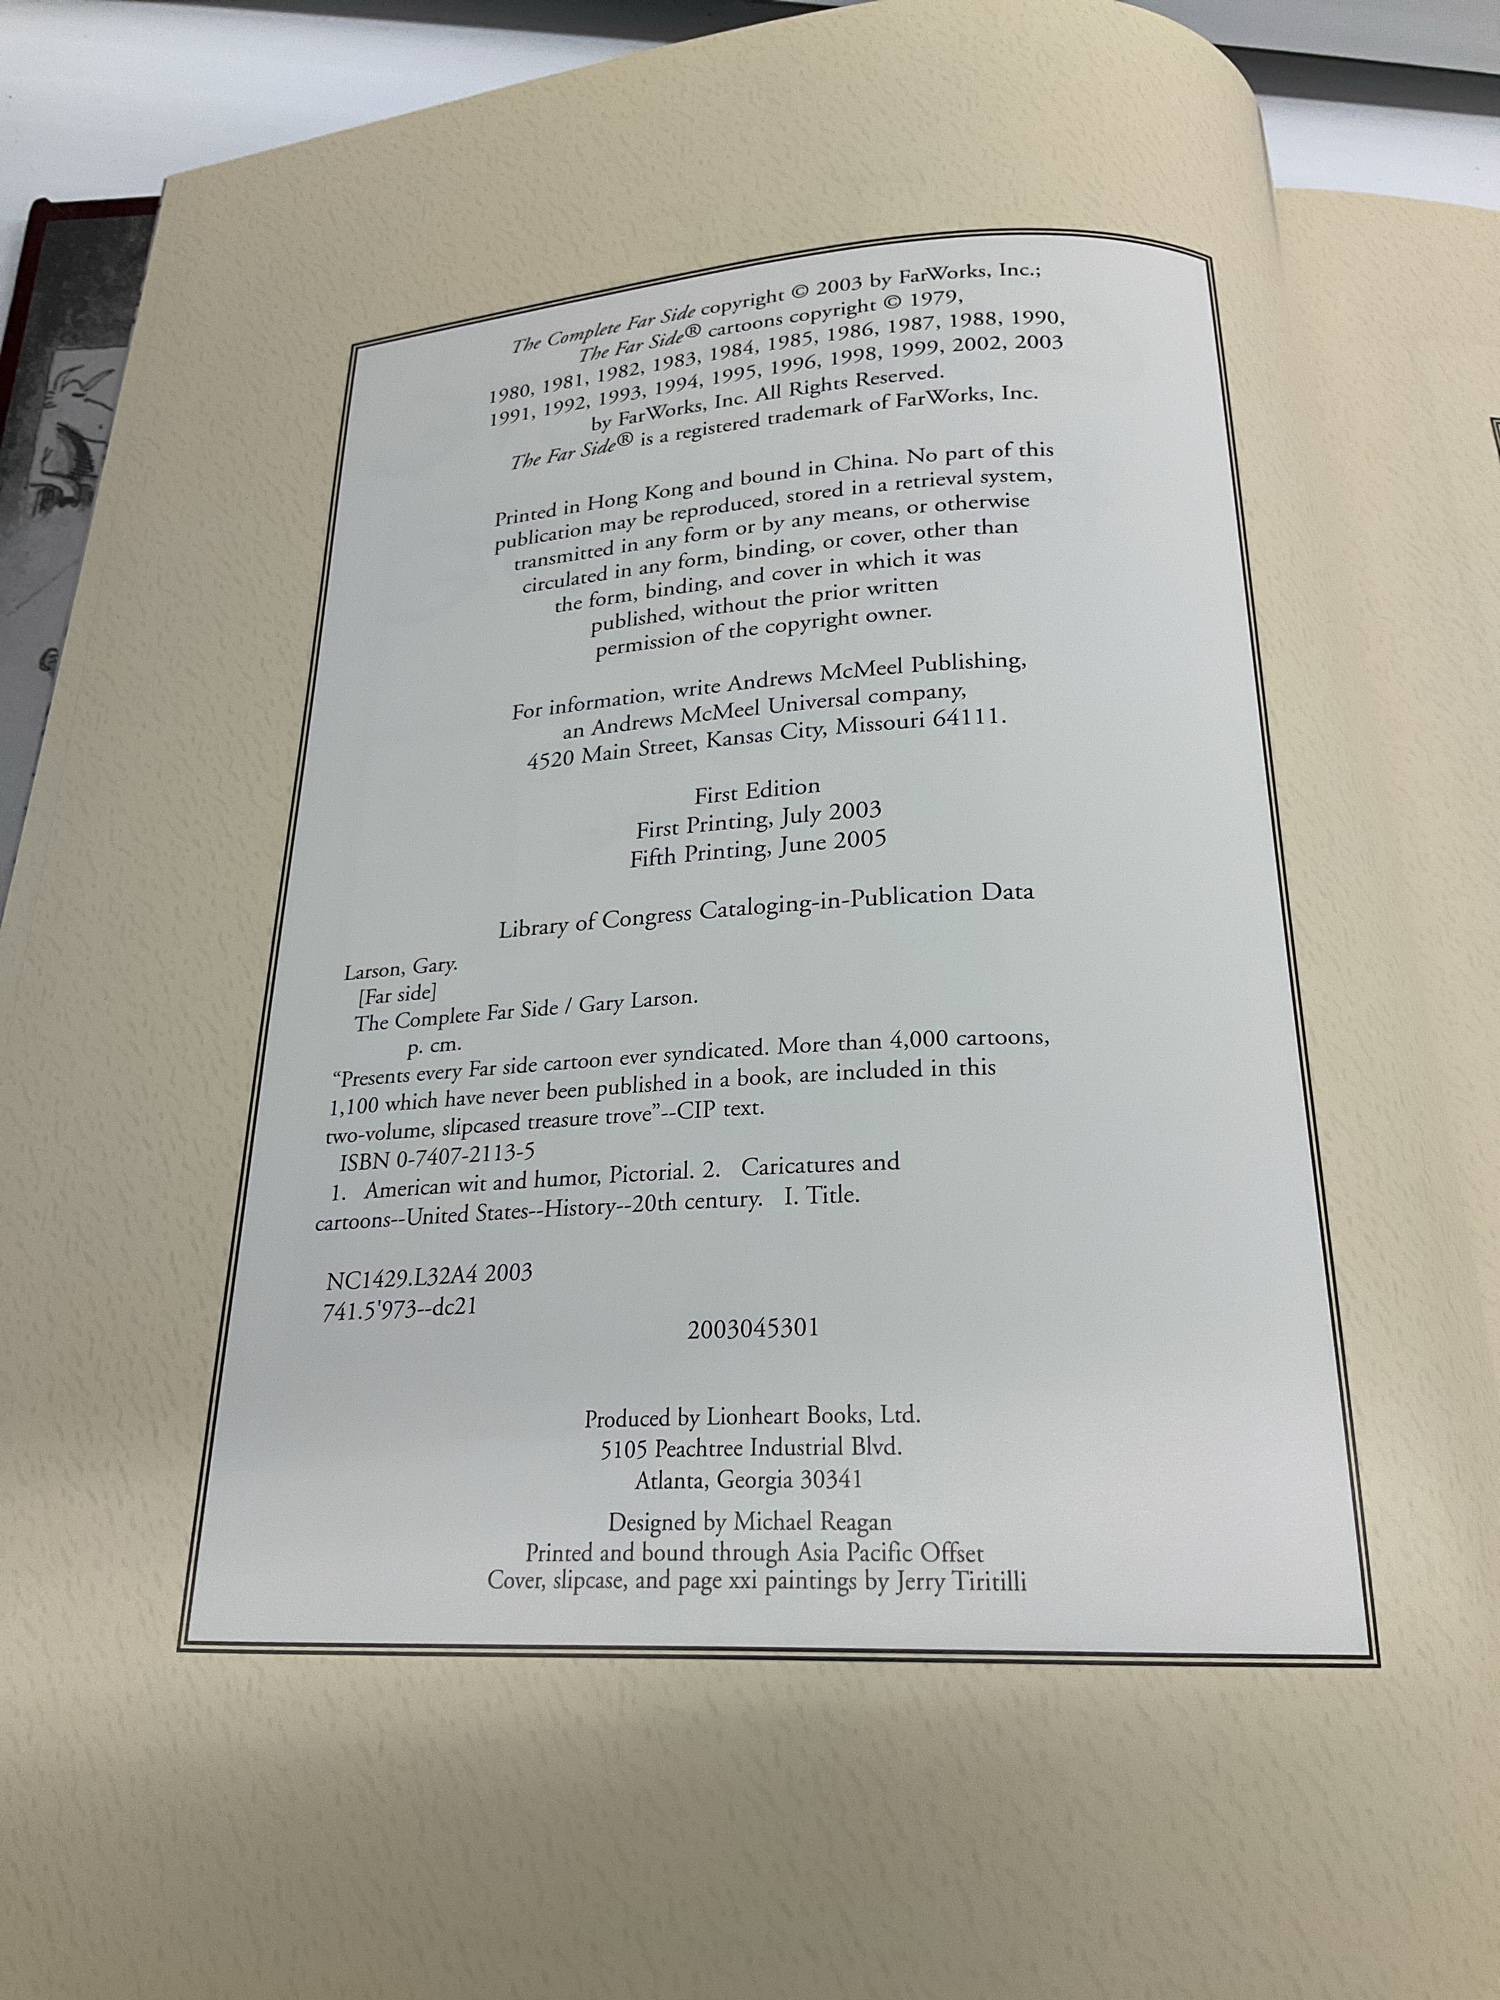 The Complete Far Side copyright © 2003 by FarWorks, Inc.;
The Far Side® cartoons copyright © 1979,
1980, 1981, 1982, 1983, 1984, 1985, 1986, 1987, 1988, 1990,
1991, 1992, 1993, 1994, 1995, 1996, 1998, 1999, 2002, 2003
by FarWorks, Inc. All Rights Reserved.
The Far Side® is a registered trademark of FarWorks, Inc.
Printed in Hong Kong and bound in China. No part of this
publication may be reproduced, stored in a retrieval system,
transmitted in any form or by any means, or otherwise
circulated in any form, binding, or cover, other than
the form, binding, and cover in which it was
published, without the prior written
permission of the copyright owner.
For information, write Andrews McMeel Publishing,
an Andrews McMeel Universal company,
4520 Main Street, Kansas City, Missouri 64111.
First Edition
First Printing, July 2003
Fifth Printing, June 2005
Library of Congress Cataloging-in-Publication Data
Larson, Gary.
[Far side]
The Complete Far Side / Gary Larson.
p. cm.
“Presents every Far side cartoon ever syndicated. More than 4,000 cartoons,
1,100 which have never been published in a book, are included in this
two-volume, slipcased treasure trove”--CIP text.
ISBN 0-7407-2113-5
1. American wit and humor, Pictorial. 2. Caricatures and
cartoons--United States--History--20th century. I. Title.
NC1429.L32A4 2003
741.5'973--dc21
2003045301
Produced by Lionheart Books, Ltd.
5105 Peachtree Industrial Blvd.
Atlanta, Georgia 30341
Designed by Michael Reagan
Printed and bound through Asia Pacific Offset
Cover, slipcase, and page xxi paintings by Jerry Tiritilli